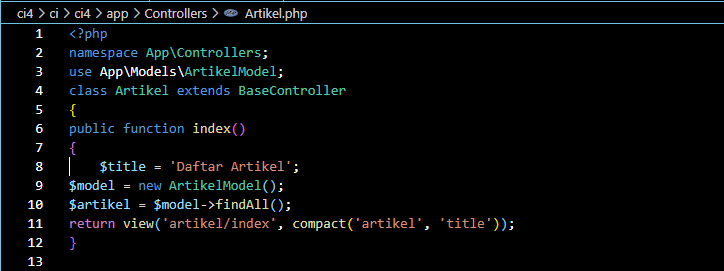 ci4 > ci > ci4 > app > Controllers > Artikel.php
1 <?php
2 namespace App\Controllers;
3 use App\Models\ArtikelModel;
4 class Artikel extends BaseController
5 {
6 public function index()
7 {
8     $title = 'Daftar Artikel';
9 $model = new ArtikelModel();
10 $artikel = $model->findAll();
11 return view('artikel/index', compact('artikel', 'title'));
12 }
13